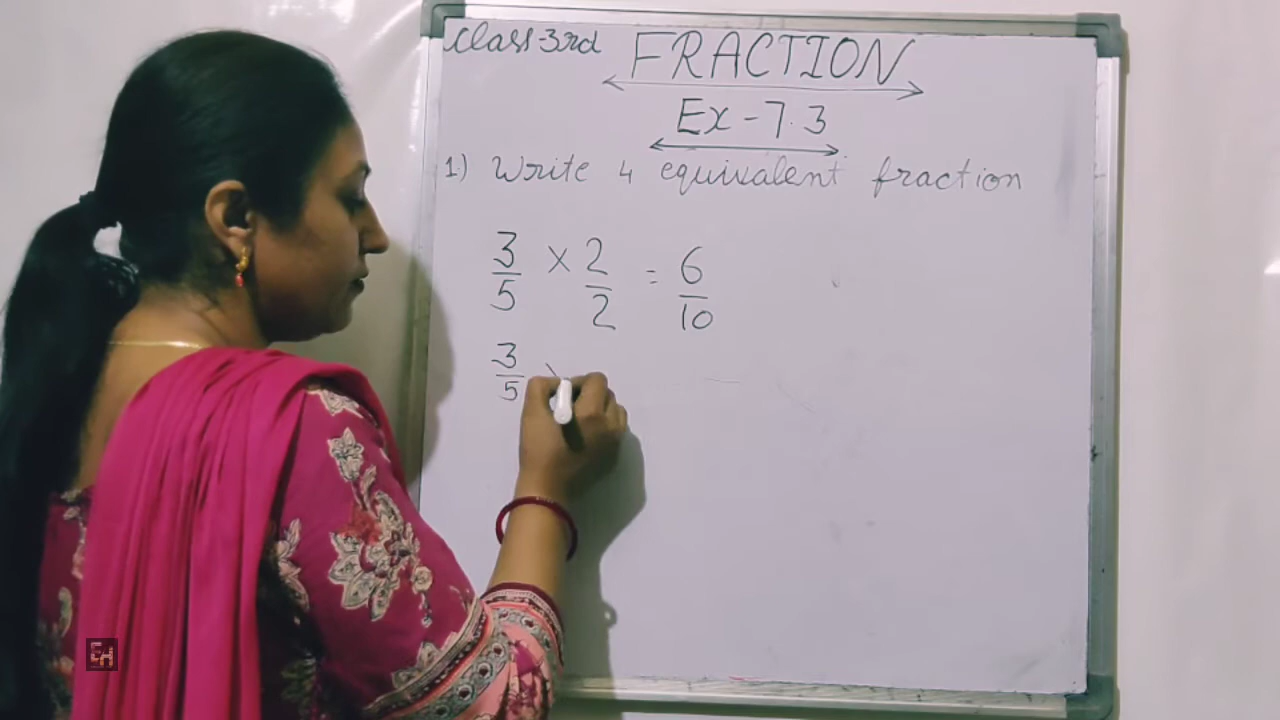 Class-3rd FRACTION
Ex-7.3
1) Write 4 equivalent fraction
3/5 × 2/2 = 6/10
3/5 ×
EH